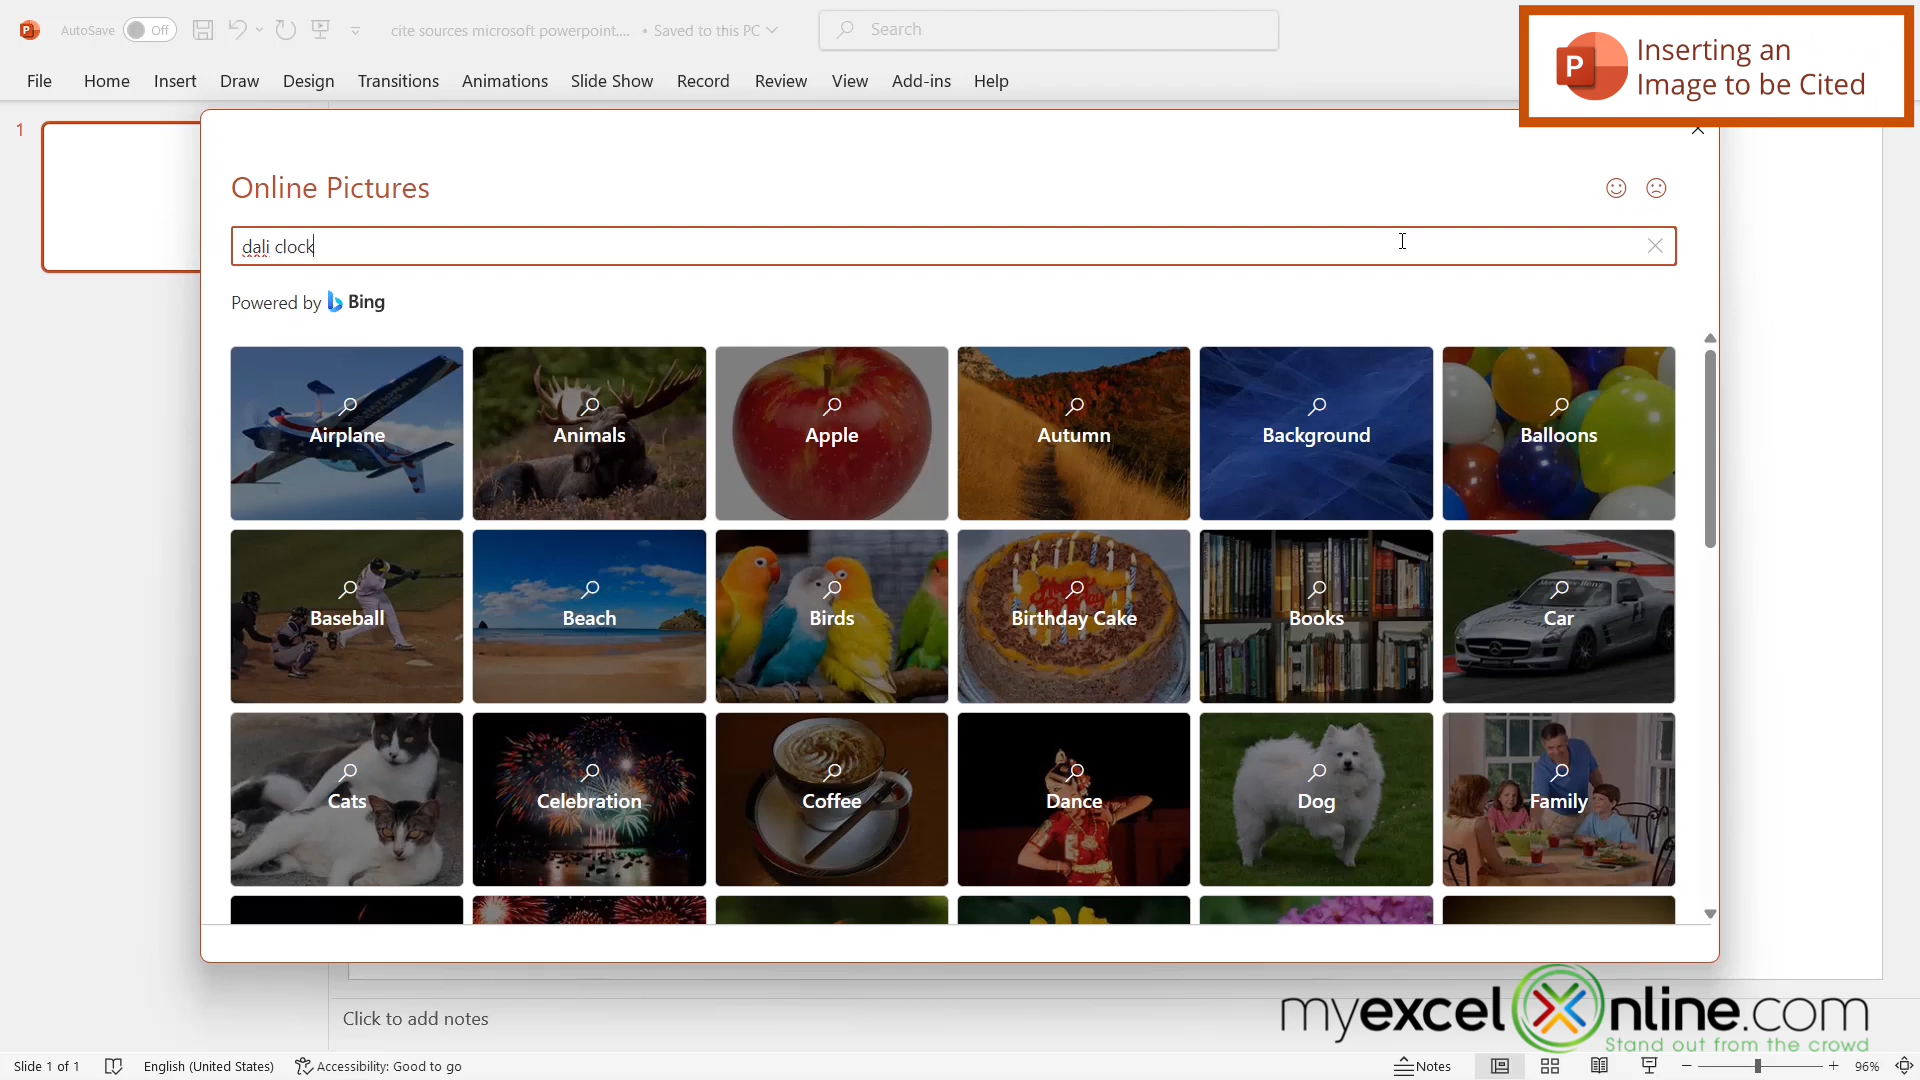 AutoSave Off cite sources microsoft powerpoint.... • Saved to this PC Search
Inserting an
Image to be Cited
File Home Insert Draw Design Transitions Animations Slide Show Record Review View Add-ins Help
1
Online Pictures
dali clock
Powered by Bing
Airplane Animals Apple Autumn Background Balloons
Baseball Beach Birds Birthday Cake Books Car
Cats Celebration Coffee Dance Dog Family
Click to add notes
myexcelonline.com
Stand out from the crowd
Slide 1 of 1 English (United States) Accessibility: Good to go Notes 96%